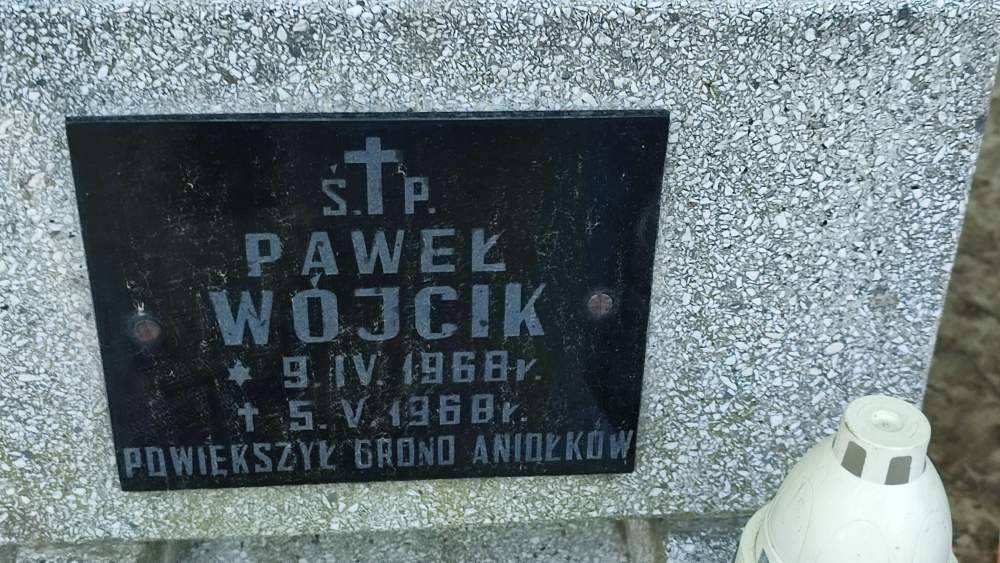 Ś. P.
PAWEŁ
WÓJCIK
9. IV. 1968 r.
5. V. 1968 r.
POWIĘKSZYŁ GRONO ANIOŁKÓW